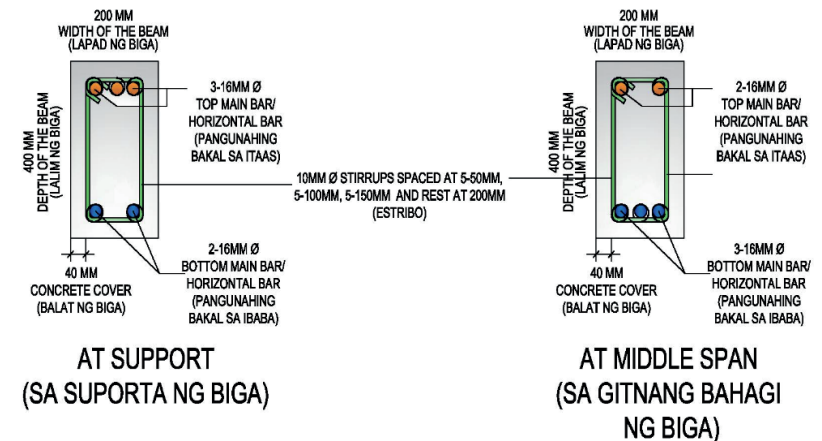 200 MM
WIDTH OF THE BEAM
(LAPAD NG BIGA)
400 MM
DEPTH OF THE BEAM
(LALIM NG BIGA)
3-16MM Ø
TOP MAIN BAR/
HORIZONTAL BAR
(PANGUNAHING
BAKAL SA ITAAS)
2-16MM Ø
BOTTOM MAIN BAR/
HORIZONTAL BAR
(PANGUNAHING
BAKAL SA IBABA)
40 MM
CONCRETE COVER
(BALAT NG BIGA)
AT SUPPORT
(SA SUPORTA NG BIGA)
10MM Ø STIRRUPS SPACED AT 5-50MM,
5-100MM, 5-150MM AND REST AT 200MM
(ESTRIBO)
200 MM
WIDTH OF THE BEAM
(LAPAD NG BIGA)
400 MM
DEPTH OF THE BEAM
(LALIM NG BIGA)
2-16MM Ø
TOP MAIN BAR/
HORIZONTAL BAR
(PANGUNAHING
BAKAL SA ITAAS)
3-16MM Ø
BOTTOM MAIN BAR/
HORIZONTAL BAR
(PANGUNAHING
BAKAL SA IBABA)
40 MM
CONCRETE COVER
(BALAT NG BIGA)
AT MIDDLE SPAN
(SA GITNANG BAHAGI
NG BIGA)